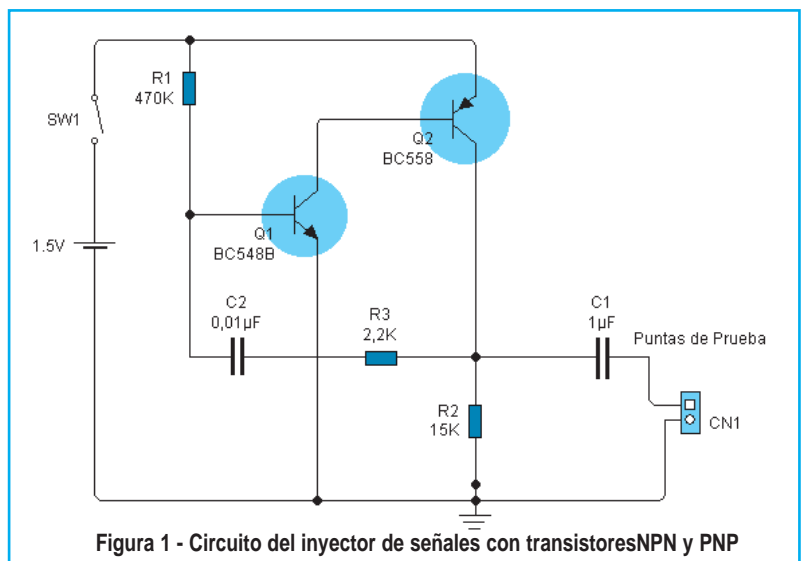 R1
470K
SW1
Q2
BC558
Q1
BC548B
1.5V
C2
0,01µF
R3
2,2K
C1
1µF
Puntas de Prueba
R2
15K
CN1
Figura 1 - Circuito del inyector de señales con transistoresNPN y PNP